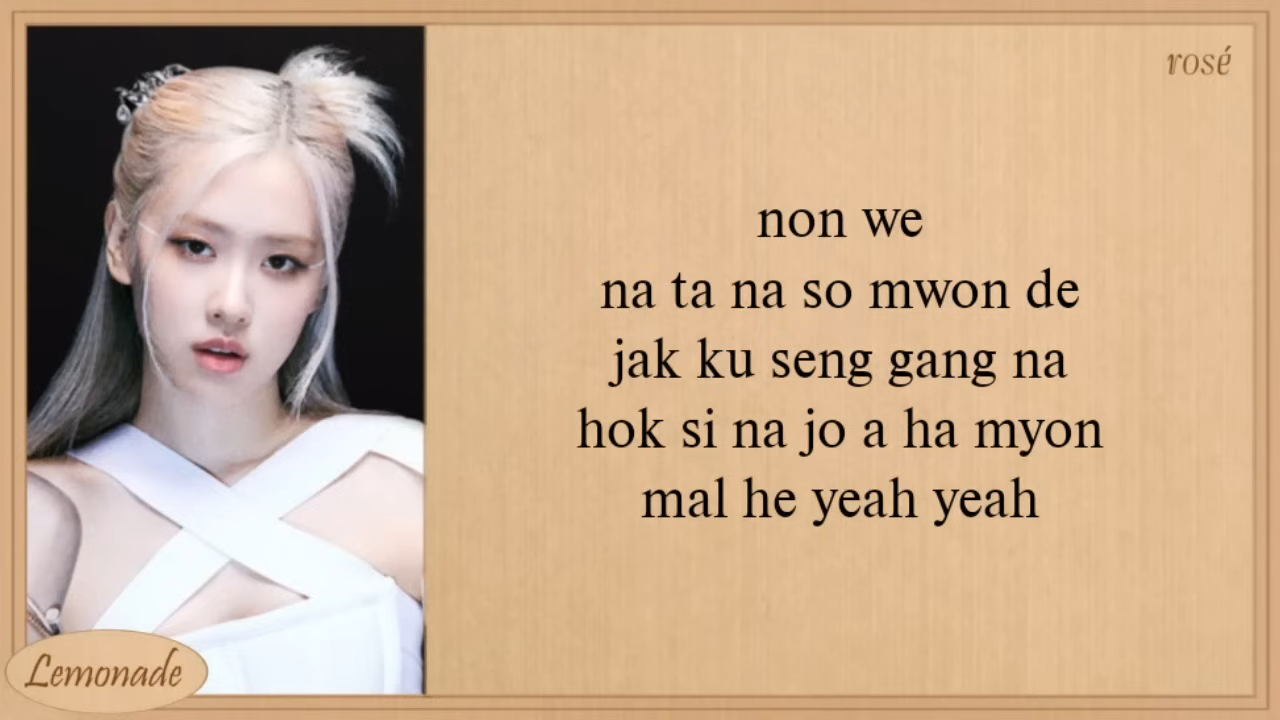 rosé
non we
na ta na so mwon de
jak ku seng gang na
hok si na jo a ha myon
mal he yeah yeah
Lemonade